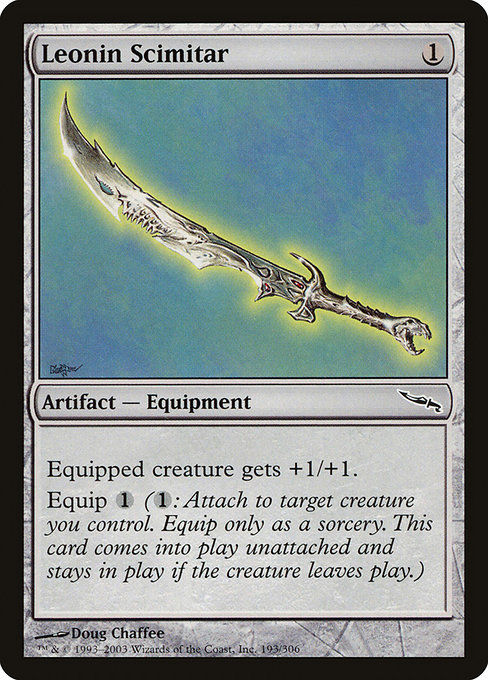 Leonin Scimitar 1
Artifact — Equipment
Equipped creature gets +1/+1.
Equip 1 (1: Attach to target creature
you control. Equip only as a sorcery. This
card comes into play unattached and
stays in play if the creature leaves play.)
Doug Chaffee
™ & © 1993–2003 Wizards of the Coast, Inc. 193/306